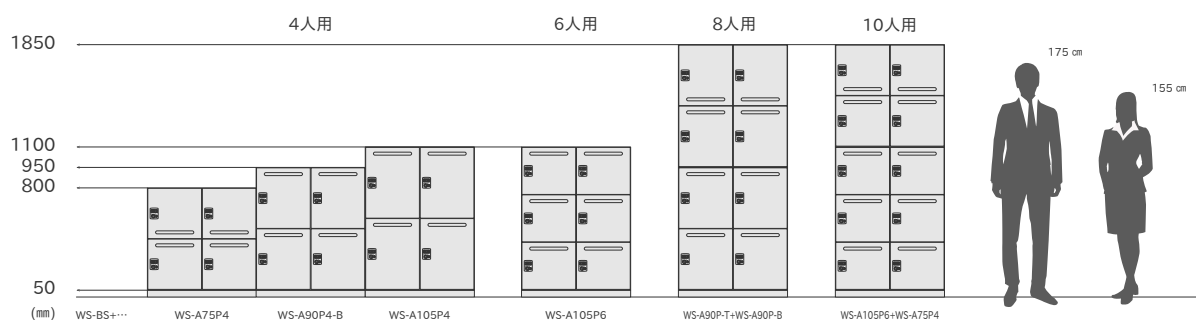 4人用
6人用
8人用
10人用
1850
175 ㎝
155 ㎝
1100
950
800
50
(mm)
WS-BS+…
WS-A75P4
WS-A90P4-B
WS-A105P4
WS-A105P6
WS-A90P-T+WS-A90P-B
WS-A105P6+WS-A75P4